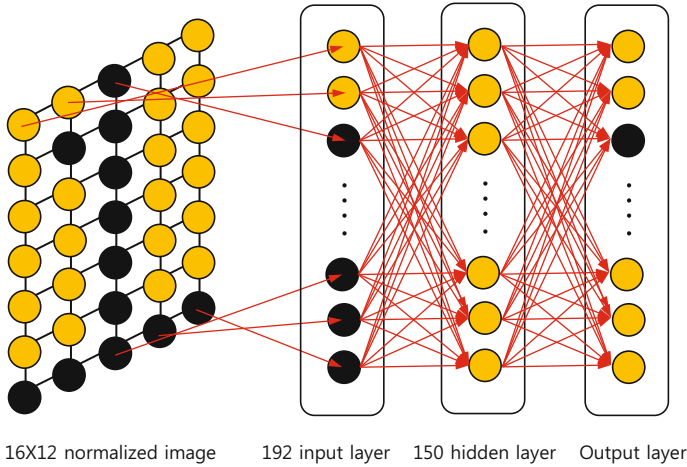 16X12 normalized image
192 input layer
150 hidden layer
Output layer